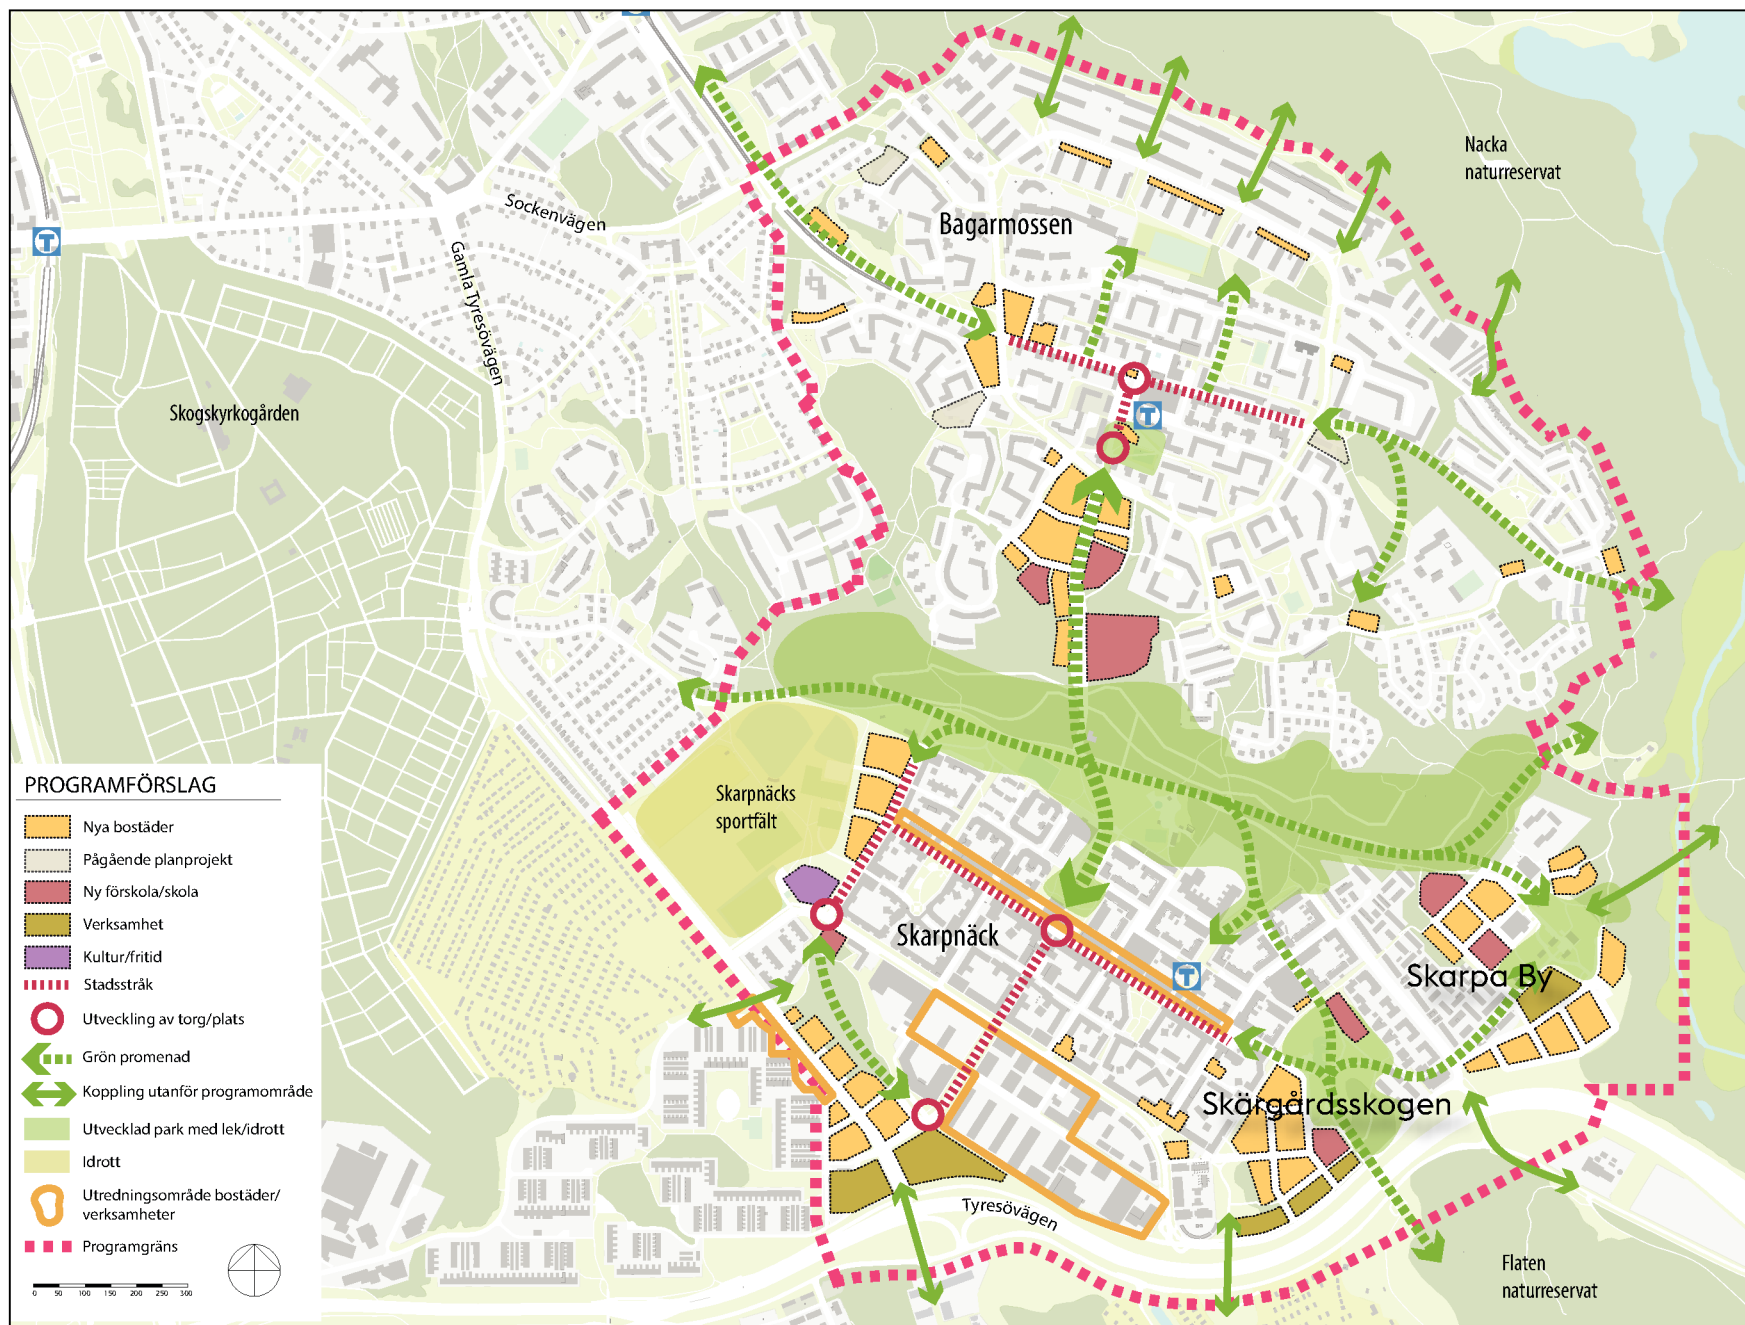 Nacka
naturreservat
Sockenvägen
Bagarmossen
Gamla Tyresövägen
Skogskyrkogården
T
T
T
Skarpnäcks
sportfält
Skarpnäck
Skarpa By
Skärgårdsskogen
Tyresövägen
Flaten
naturreservat
PROGRAMFÖRSLAG
Nya bostäder
Pågående planprojekt
Ny förskola/skola
Verksamhet
Kultur/fritid
Stadsstråk
Utveckling av torg/plats
Grön promenad
Koppling utanför programområde
Utvecklad park med lek/idrott
Idrott
Utredningsområde bostäder/
verksamheter
Programgräns
0 50 100 150 200 250 300